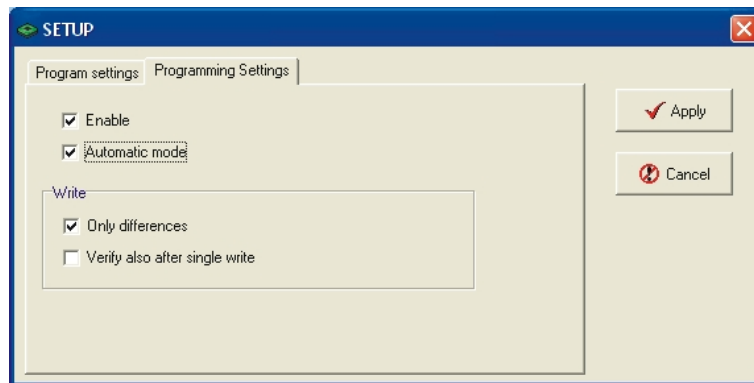 SETUP
Program settings
Programming Settings
Enable
Automatic mode
Write
Only differences
Verify also after single write
Apply
Cancel